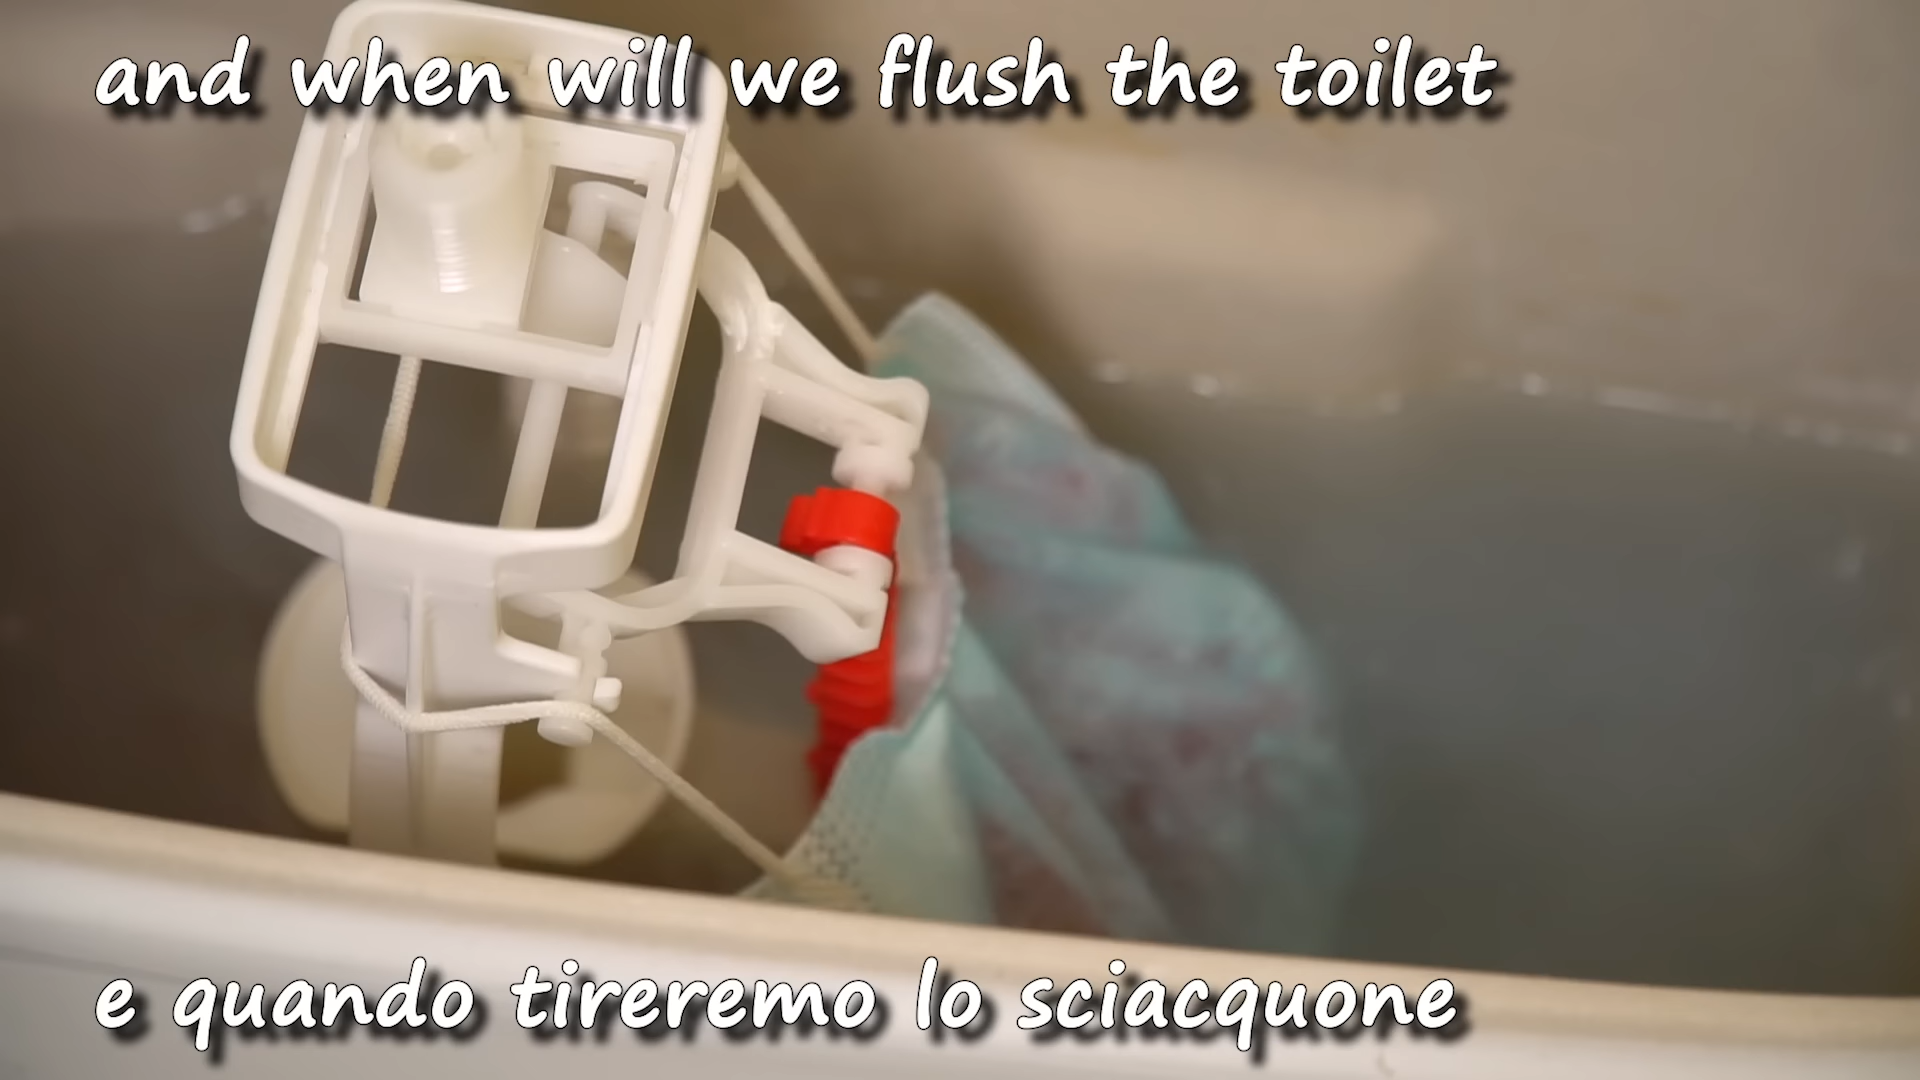 and when will we flush the toilet
e quando tireremo lo sciacquone